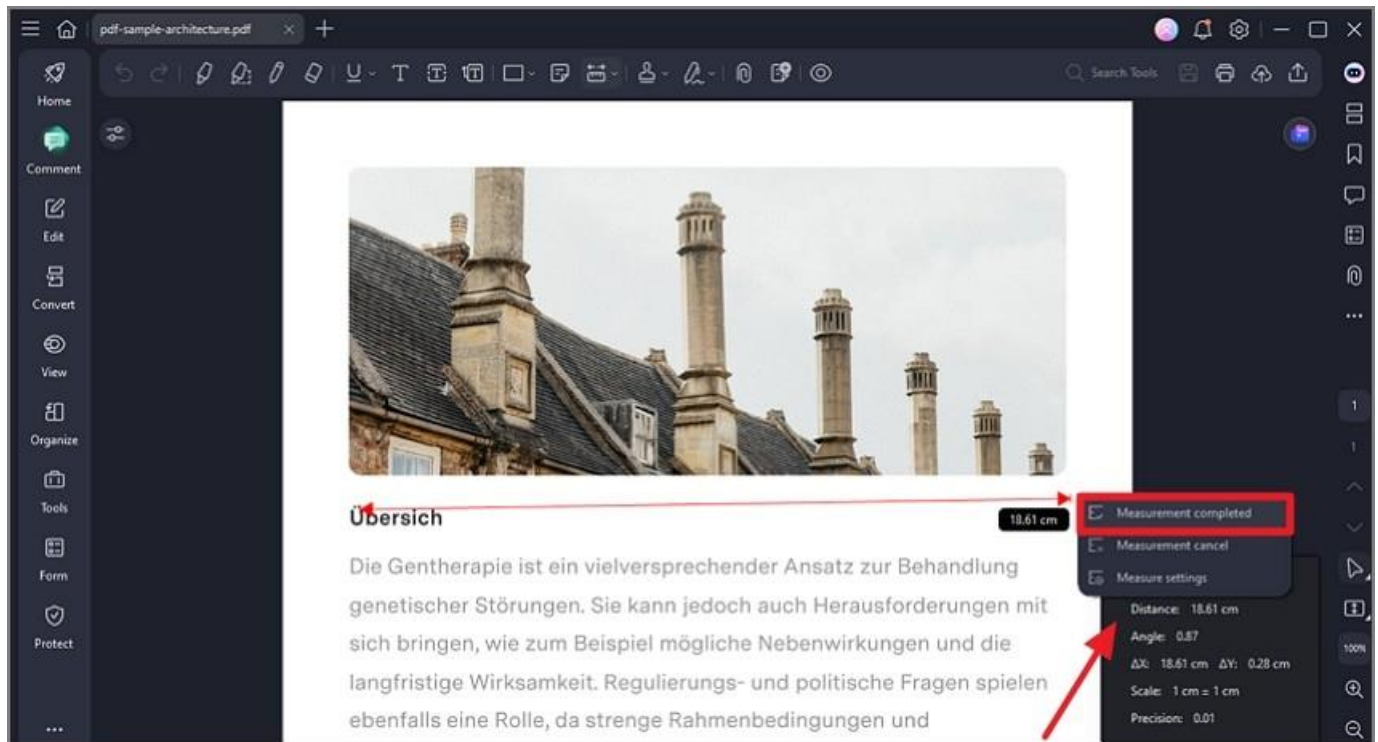 pdf-sample-architecture.pdf
Search Tools
Home
Comment
Edit
Convert
View
Organize
Tools
Form
Protect
Übersich
18.61 cm
Die Gentherapie ist ein vielversprechender Ansatz zur Behandlung
genetischer Störungen. Sie kann jedoch auch Herausforderungen mit
sich bringen, wie zum Beispiel mögliche Nebenwirkungen und die
langfristige Wirksamkeit. Regulierungs- und politische Fragen spielen
ebenfalls eine Rolle, da strenge Rahmenbedingungen und
Measurement completed
Measurement cancel
Measure settings
Distance: 18.61 cm
Angle: 0.87
ΔX: 18.61 cm ΔY: 0.28 cm
Scale: 1 cm = 1 cm
Precision: 0.01
1
1
100%